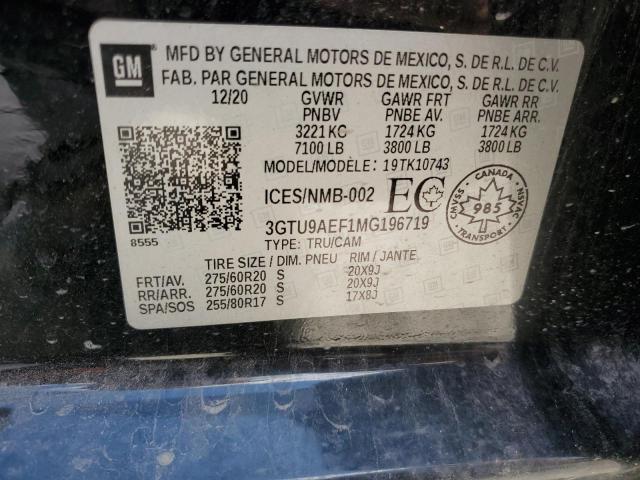 GM
MFD BY GENERAL MOTORS DE MEXICO, S. DE R.L. DE C.V.
FAB. PAR GENERAL MOTORS DE MEXICO, S. DE R.L. DE C.V.
12/20 GVWR GAWR FRT GAWR RR
PNBV PNBE AV. PNBE ARR.
3221 KG 1724 KG 1724 KG
7100 LB 3800 LB 3800 LB
MODEL/MODÈLE: 19TK10743
ICES/NMB-002 EC
CANADA
CMVSS 985 NSVAC
TRANSPORT
3GTU9AEF1MG196719
8555
TYPE: TRU/CAM
TIRE SIZE / DIM. PNEU RIM / JANTE
FRT/AV. 275/60R20 S 20X9J
RR/ARR. 275/60R20 S 20X9J
SPA/SOS 255/80R17 S 17X8J